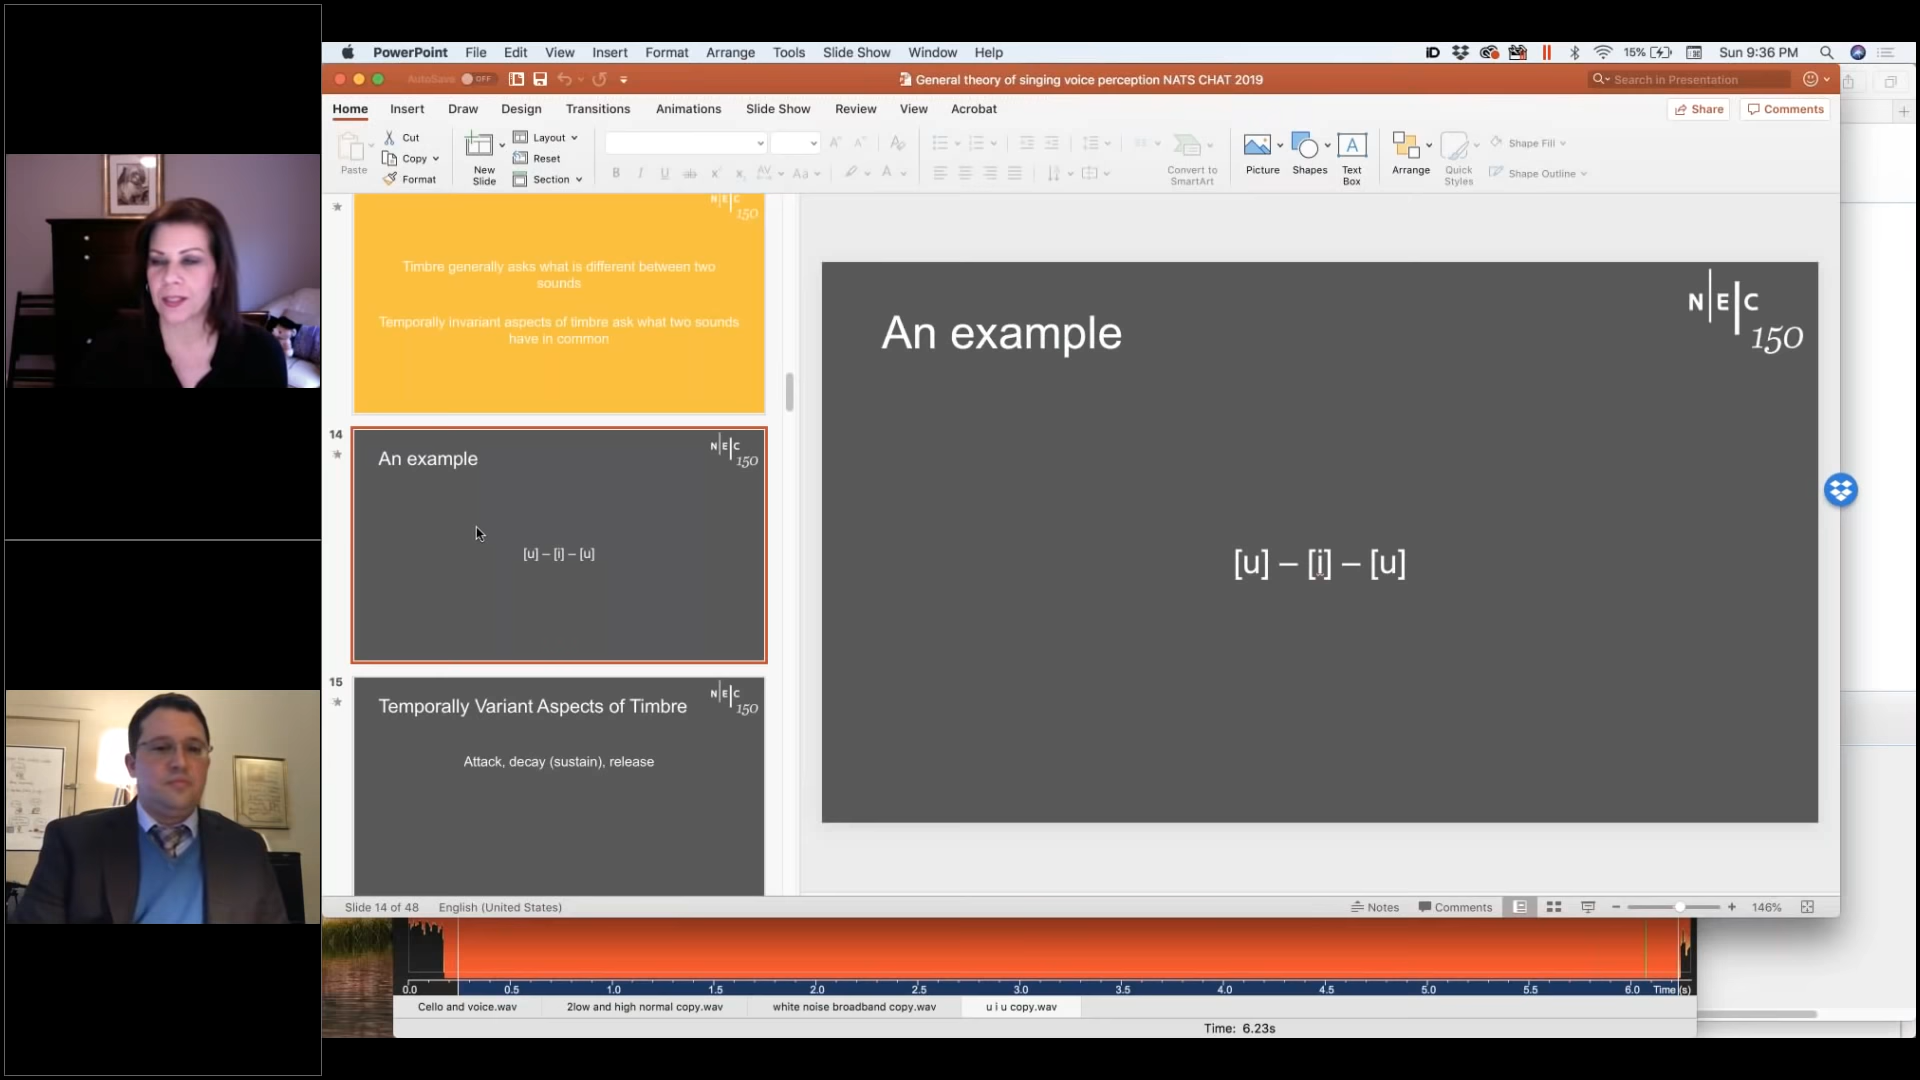 PowerPoint File Edit View Insert Format Arrange Tools Slide Show Window Help
iD 15% Sun 9:36 PM
AutoSave OFF
General theory of singing voice perception NATS CHAT 2019
Search in Presentation
Home Insert Draw Design Transitions Animations Slide Show Review View Acrobat
Share Comments
Paste
Cut
Copy
Format
New
Slide
Layout
Reset
Section
Convert to
SmartArt
Picture
Shapes
Text
Box
Arrange
Quick
Styles
Shape Fill
Shape Outline
N E C
150
Timbre generally asks what is different between two
sounds
Temporally invariant aspects of timbre ask what two sounds
have in common
14
An example
N E C
150
[u] – [i] – [u]
15
Temporally Variant Aspects of Timbre
N E C
150
Attack, decay (sustain), release
An example
N E C
150
[u] – [i] – [u]
Slide 14 of 48 English (United States)
Notes Comments 146%
0.0 0.5 1.0 1.5 2.0 2.5 3.0 3.5 4.0 4.5 5.0 5.5 6.0 Time (s)
Cello and voice.wav 2low and high normal copy.wav white noise broadband copy.wav u i u copy.wav
Time: 6.23s